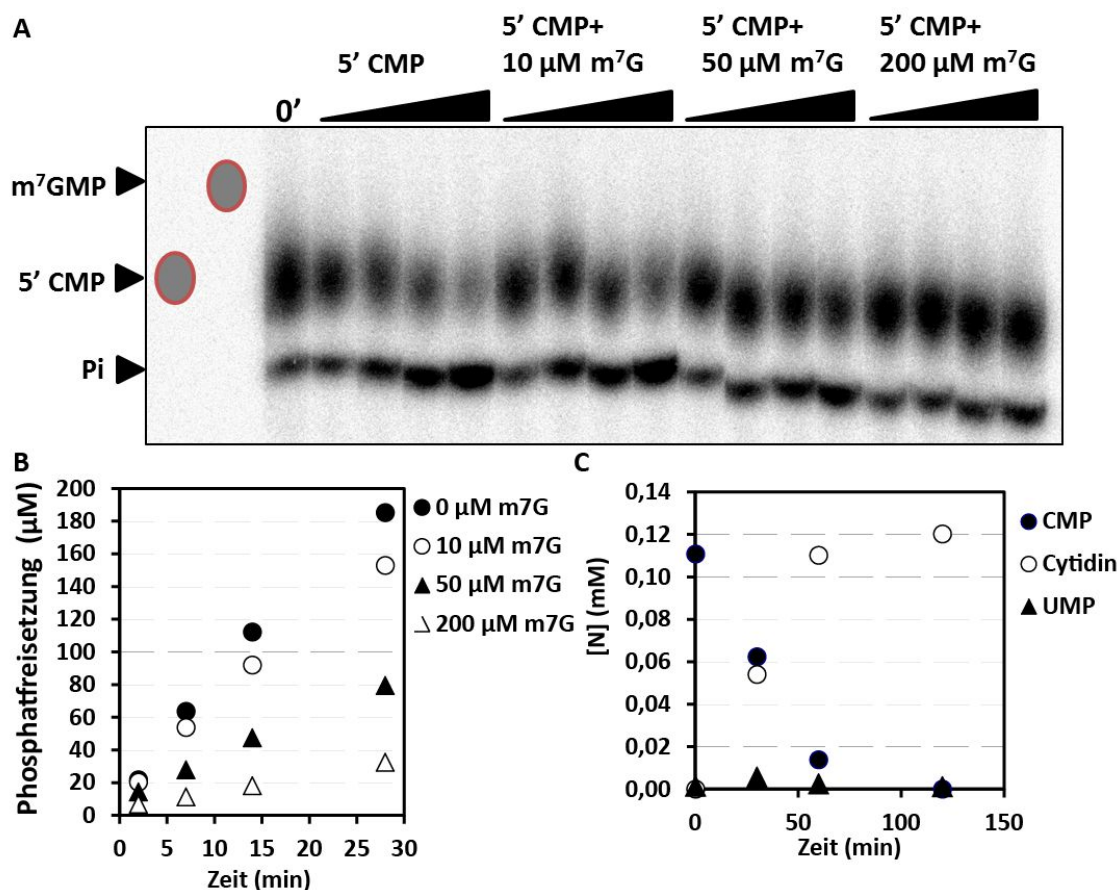 A
5’ CMP
5’ CMP+
10 µM m⁷G
5’ CMP+
50 µM m⁷G
5’ CMP+
200 µM m⁷G
0’
m⁷GMP
5’ CMP
Pi
B
Phosphatfreisetzung (µM)
200
180
160
140
120
100
80
60
40
20
0
0 5 10 15 20 25 30
Zeit (min)
0 µM m7G
10 µM m7G
50 µM m7G
200 µM m7G
C
[N] (mM)
0,14
0,12
0,10
0,08
0,06
0,04
0,02
0,00
0 50 100 150
Zeit (min)
CMP
Cytidin
UMP